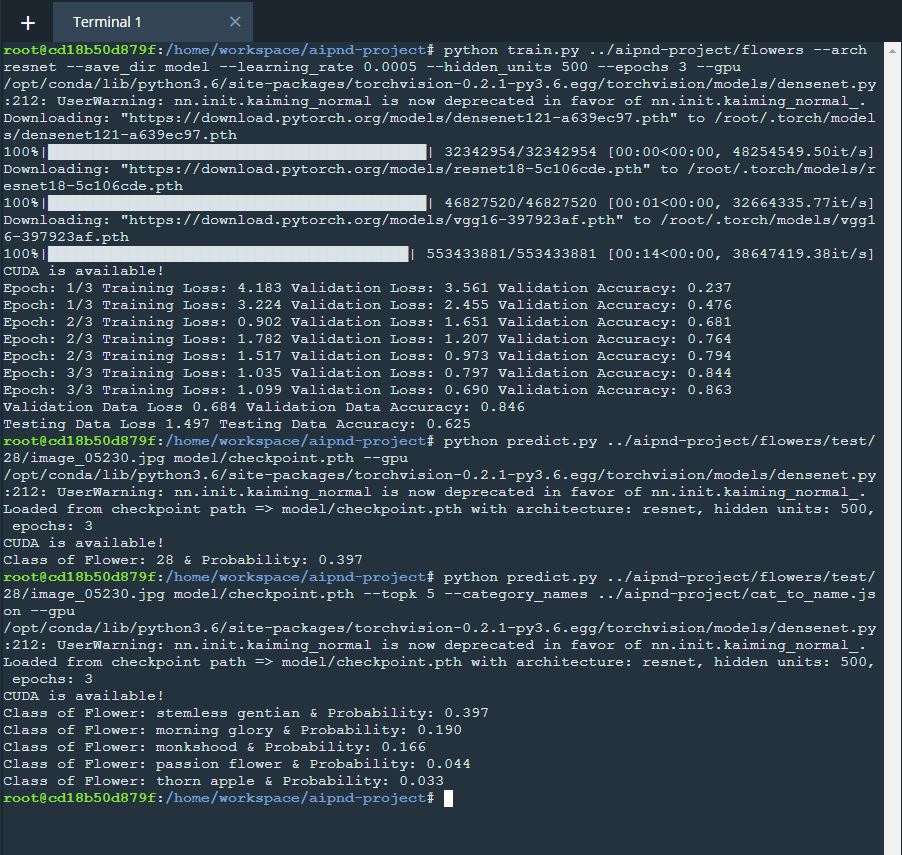 + Terminal 1 ×
root@cd18b50d879f:/home/workspace/aipnd-project# python train.py ../aipnd-project/flowers --arch
resnet --save_dir model --learning_rate 0.0005 --hidden_units 500 --epochs 3 --gpu
/opt/conda/lib/python3.6/site-packages/torchvision-0.2.1-py3.6.egg/torchvision/models/densenet.py
:212: UserWarning: nn.init.kaiming_normal is now deprecated in favor of nn.init.kaiming_normal_.
Downloading: "https://download.pytorch.org/models/densenet121-a639ec97.pth" to /root/.torch/model
s/densenet121-a639ec97.pth
100%|██████████████████████████████████████████| 32342954/32342954 [00:00<00:00, 48254549.50it/s]
Downloading: "https://download.pytorch.org/models/resnet18-5c106cde.pth" to /root/.torch/models/r
esnet18-5c106cde.pth
100%|██████████████████████████████████████████| 46827520/46827520 [00:01<00:00, 32664335.77it/s]
Downloading: "https://download.pytorch.org/models/vgg16-397923af.pth" to /root/.torch/models/vgg1
6-397923af.pth
100%|████████████████████████████████████████| 553433881/553433881 [00:14<00:00, 38647419.38it/s]
CUDA is available!
Epoch: 1/3 Training Loss: 4.183 Validation Loss: 3.561 Validation Accuracy: 0.237
Epoch: 1/3 Training Loss: 3.224 Validation Loss: 2.455 Validation Accuracy: 0.476
Epoch: 2/3 Training Loss: 0.902 Validation Loss: 1.651 Validation Accuracy: 0.681
Epoch: 2/3 Training Loss: 1.782 Validation Loss: 1.207 Validation Accuracy: 0.764
Epoch: 2/3 Training Loss: 1.517 Validation Loss: 0.973 Validation Accuracy: 0.794
Epoch: 3/3 Training Loss: 1.035 Validation Loss: 0.797 Validation Accuracy: 0.844
Epoch: 3/3 Training Loss: 1.099 Validation Loss: 0.690 Validation Accuracy: 0.863
Validation Data Loss 0.684 Validation Data Accuracy: 0.846
Testing Data Loss 1.497 Testing Data Accuracy: 0.625
root@cd18b50d879f:/home/workspace/aipnd-project# python predict.py ../aipnd-project/flowers/test/
28/image_05230.jpg model/checkpoint.pth --gpu
/opt/conda/lib/python3.6/site-packages/torchvision-0.2.1-py3.6.egg/torchvision/models/densenet.py
:212: UserWarning: nn.init.kaiming_normal is now deprecated in favor of nn.init.kaiming_normal_.
Loaded from checkpoint path => model/checkpoint.pth with architecture: resnet, hidden units: 500,
 epochs: 3
CUDA is available!
Class of Flower: 28 & Probability: 0.397
root@cd18b50d879f:/home/workspace/aipnd-project# python predict.py ../aipnd-project/flowers/test/
28/image_05230.jpg model/checkpoint.pth --topk 5 --category_names ../aipnd-project/cat_to_name.js
on --gpu
/opt/conda/lib/python3.6/site-packages/torchvision-0.2.1-py3.6.egg/torchvision/models/densenet.py
:212: UserWarning: nn.init.kaiming_normal is now deprecated in favor of nn.init.kaiming_normal_.
Loaded from checkpoint path => model/checkpoint.pth with architecture: resnet, hidden units: 500,
 epochs: 3
CUDA is available!
Class of Flower: stemless gentian & Probability: 0.397
Class of Flower: morning glory & Probability: 0.190
Class of Flower: monkshood & Probability: 0.166
Class of Flower: passion flower & Probability: 0.044
Class of Flower: thorn apple & Probability: 0.033
root@cd18b50d879f:/home/workspace/aipnd-project#